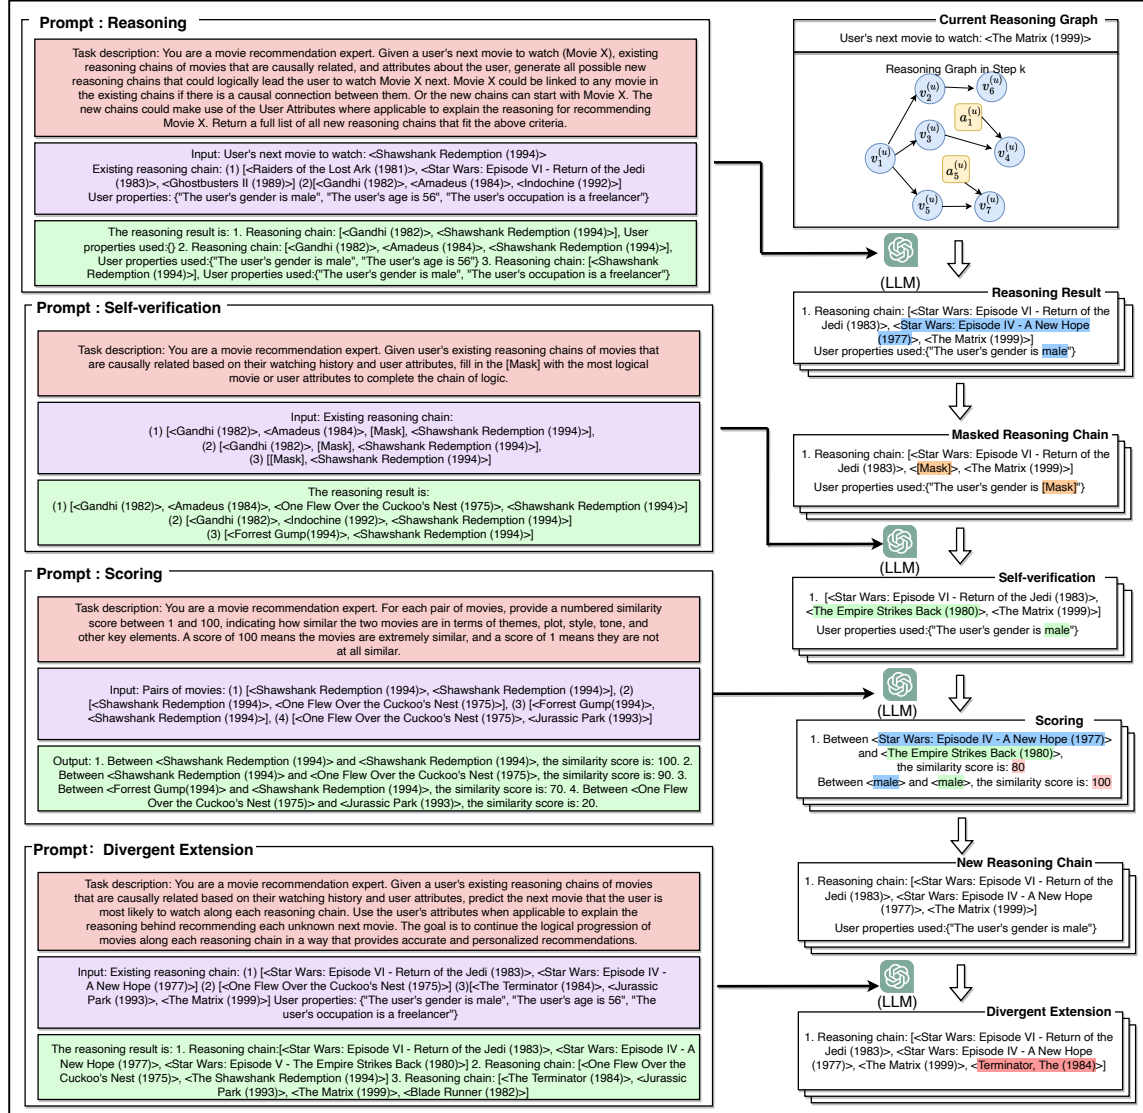 Prompt : Reasoning
Task description: You are a movie recommendation expert. Given a user's next movie to watch (Movie X), existing
reasoning chains of movies that are causally related, and attributes about the user, generate all possible new
reasoning chains that could logically lead the user to watch Movie X next. Movie X could be linked to any movie in
the existing chains if there is a causal connection between them. Or the new chains can start with Movie X. The
new chains could make use of the User Attributes where applicable to explain the reasoning for recommending
Movie X. Return a full list of all new reasoning chains that fit the above criteria.
Input: User's next movie to watch: <Shawshank Redemption (1994)>
Existing reasoning chain: (1) [<Raiders of the Lost Ark (1981)>, <Star Wars: Episode VI - Return of the Jedi
(1983)>, <Ghostbusters II (1989)>] (2)[<Gandhi (1982)>, <Amadeus (1984)>, <Indochine (1992)>]
User properties: {"The user's gender is male", "The user's age is 56", "The user's occupation is a freelancer"}
The reasoning result is: 1. Reasoning chain: [<Gandhi (1982)>, <Shawshank Redemption (1994)>], User
properties used:{} 2. Reasoning chain: [<Gandhi (1982)>, <Amadeus (1984)>, <Shawshank Redemption (1994)>],
User properties used:{"The user's gender is male", "The user's age is 56"} 3. Reasoning chain: [<Shawshank
Redemption (1994)>], User properties used:{"The user's gender is male", "The user's occupation is a freelancer"}
Prompt : Self-verification
Task description: You are a movie recommendation expert. Given user's existing reasoning chains of movies that
are causally related based on their watching history and user attributes, fill in the [Mask] with the most logical
movie or user attributes to complete the chain of logic.
Input: Existing reasoning chain:
(1) [<Gandhi (1982)>, <Amadeus (1984)>, [Mask], <Shawshank Redemption (1994)>],
(2) [<Gandhi (1982)>, [Mask], <Shawshank Redemption (1994)>],
(3) [[Mask], <Shawshank Redemption (1994)>]
The reasoning result is:
(1) [<Gandhi (1982)>, <Amadeus (1984)>, <One Flew Over the Cuckoo's Nest (1975)>, <Shawshank Redemption (1994)>]
(2) [<Gandhi (1982)>, <Indochine (1992)>, <Shawshank Redemption (1994)>]
(3) [<Forrest Gump(1994)>, <Shawshank Redemption (1994)>]
Prompt : Scoring
Task description: You are a movie recommendation expert. For each pair of movies, provide a numbered similarity
score between 1 and 100, indicating how similar the two movies are in terms of themes, plot, style, tone, and
other key elements. A score of 100 means the movies are extremely similar, and a score of 1 means they are not
at all similar.
Input: Pairs of movies: (1) [<Shawshank Redemption (1994)>, <Shawshank Redemption (1994)>], (2)
[<Shawshank Redemption (1994)>, <One Flew Over the Cuckoo's Nest (1975)>], (3) [<Forrest Gump(1994)>,
<Shawshank Redemption (1994)>], (4) [<One Flew Over the Cuckoo's Nest (1975)>, <Jurassic Park (1993)>]
Output: 1. Between <Shawshank Redemption (1994)> and <Shawshank Redemption (1994)>, the similarity score is: 100. 2.
Between <Shawshank Redemption (1994)> and <One Flew Over the Cuckoo's Nest (1975)>, the similarity score is: 90. 3.
Between <Forrest Gump(1994)> and <Shawshank Redemption (1994)>, the similarity score is: 70. 4. Between <One Flew
Over the Cuckoo's Nest (1975)> and <Jurassic Park (1993)>, the similarity score is: 20.
Prompt: Divergent Extension
Task description: You are a movie recommendation expert. Given a user's existing reasoning chains of movies
that are causally related based on their watching history and user attributes, predict the next movie that the user is
most likely to watch along each reasoning chain. Use the user's attributes when applicable to explain the
reasoning behind recommending each unknown next movie. The goal is to continue the logical progression of
movies along each reasoning chain in a way that provides accurate and personalized recommendations.
Input: Existing reasoning chain: (1) [<Star Wars: Episode VI - Return of the Jedi (1983)>, <Star Wars: Episode IV -
A New Hope (1977)>] (2) [<One Flew Over the Cuckoo's Nest (1975)>] (3)[<The Terminator (1984)>, <Jurassic
Park (1993)>, <The Matrix (1999)>] User properties: {"The user's gender is male", "The user's age is 56", "The
user's occupation is a freelancer"}
The reasoning result is: 1. Reasoning chain:[<Star Wars: Episode VI - Return of the Jedi (1983)>, <Star Wars: Episode IV - A
New Hope (1977)>, <Star Wars: Episode V - The Empire Strikes Back (1980)>] 2. Reasoning chain: [<One Flew Over the
Cuckoo's Nest (1975)>, <The Shawshank Redemption (1994)>] 3. Reasoning chain: [<The Terminator (1984)>, <Jurassic
Park (1993)>, <The Matrix (1999)>, <Blade Runner (1982)>]
Current Reasoning Graph
User's next movie to watch: <The Matrix (1999)>
Reasoning Graph in Step k
v_2^(u)
v_6^(u)
a_1^(u)
v_3^(u)
v_1^(u)
v_4^(u)
a_5^(u)
v_5^(u)
v_7^(u)
(LLM)
Reasoning Result
1. Reasoning chain: [<Star Wars: Episode VI - Return of the
Jedi (1983)>, <Star Wars: Episode IV - A New Hope
(1977)>, <The Matrix (1999)>]
User properties used:{"The user's gender is male"}
Masked Reasoning Chain
1. Reasoning chain: [<Star Wars: Episode VI - Return of the
Jedi (1983)>, <[Mask]>, <The Matrix (1999)>]
User properties used:{"The user's gender is [Mask]"}
(LLM)
Self-verification
1. [<Star Wars: Episode VI - Return of the Jedi (1983)>,
<The Empire Strikes Back (1980)>, <The Matrix (1999)>]
User properties used:{"The user's gender is male"}
(LLM)
Scoring
1. Between <Star Wars: Episode IV - A New Hope (1977)>
and <The Empire Strikes Back (1980)>,
the similarity score is: 80
Between <male> and <male>, the similarity score is: 100
New Reasoning Chain
1. Reasoning chain: [<Star Wars: Episode VI - Return of the
Jedi (1983)>, <Star Wars: Episode IV - A New Hope
(1977)>, <The Matrix (1999)>]
User properties used:{"The user's gender is male"}
(LLM)
Divergent Extension
1. Reasoning chain: [<Star Wars: Episode VI - Return of the
Jedi (1983)>, <Star Wars: Episode IV - A New Hope
(1977)>, <The Matrix (1999)>, <Terminator, The (1984)>]